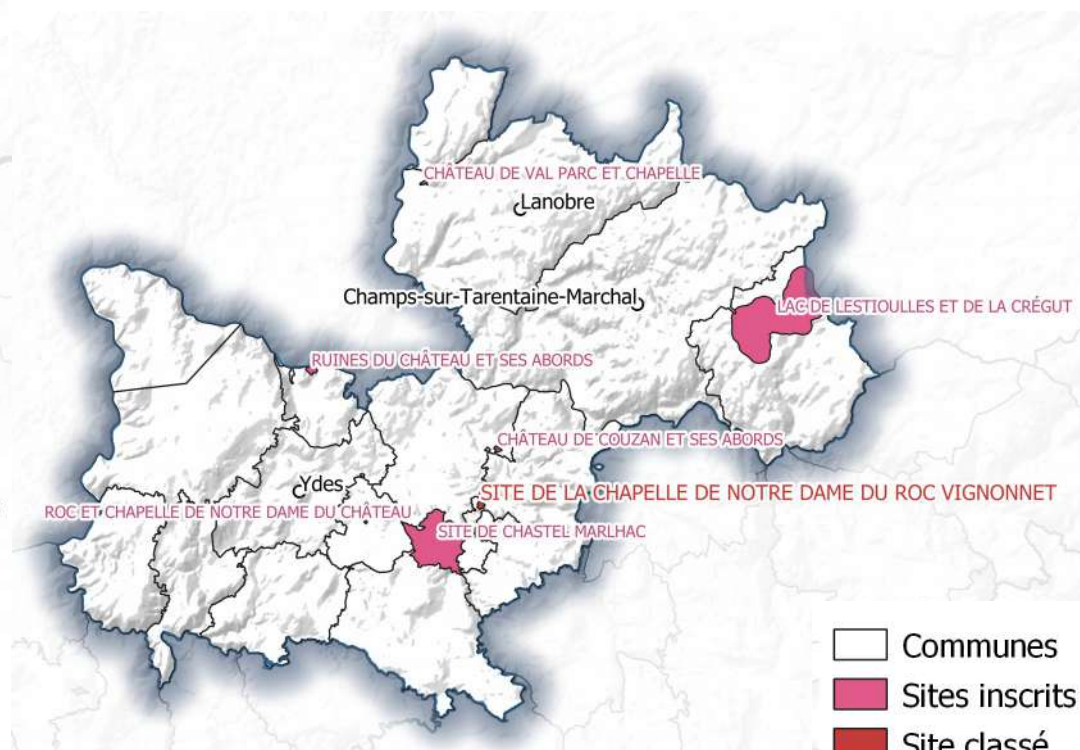 CHÂTEAU DE VAL PARC ET CHAPELLE
Lanobre
Champs-sur-Tarentaine-Marchal
LAC DE LESTIOULLES ET DE LA CRÉGUT
RUINES DU CHÂTEAU ET SES ABORDS
CHÂTEAU DE COUZAN ET SES ABORDS
Ydes
SITE DE LA CHAPELLE DE NOTRE DAME DU ROC VIGNONNET
ROC ET CHAPELLE DE NOTRE DAME DU CHÂTEAU
SITE DE CHASTEL MARLHAC
Communes
Sites inscrits
Site classé